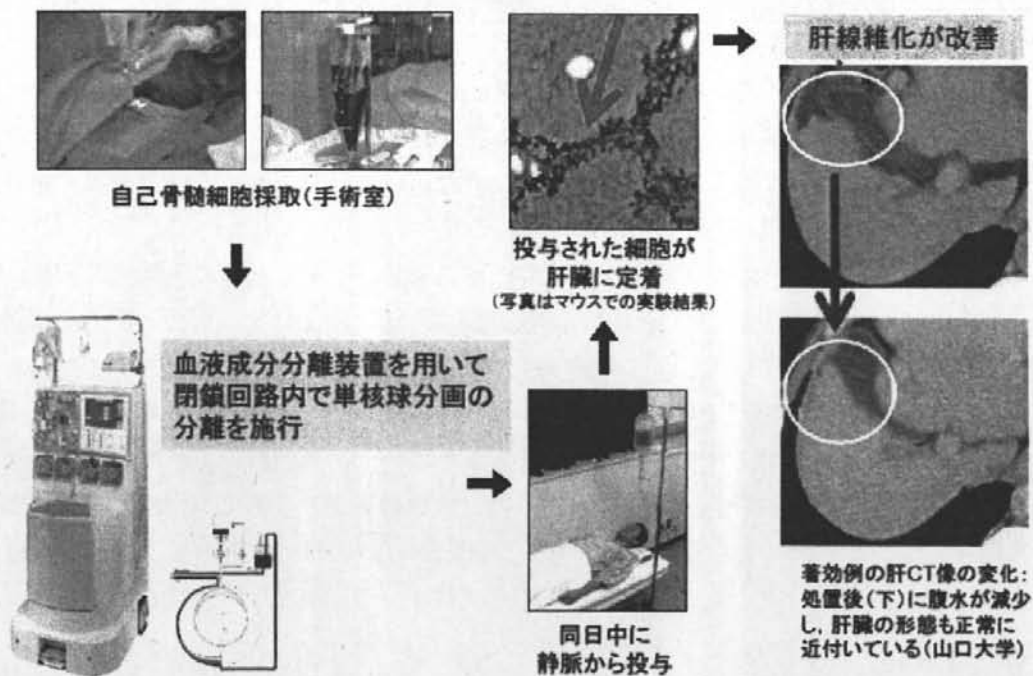 自己骨髄細胞採取(手術室)
血液成分分離装置を用いて
閉鎖回路内で単核球分画の
分離を施行
同日中に
静脈から投与
投与された細胞が
肝臓に定着
(写真はマウスでの実験結果)
肝線維化が改善
著効例の肝CT像の変化:
処置後(下)に腹水が減少
し, 肝臓の形態も正常に
近付いている(山口大学)